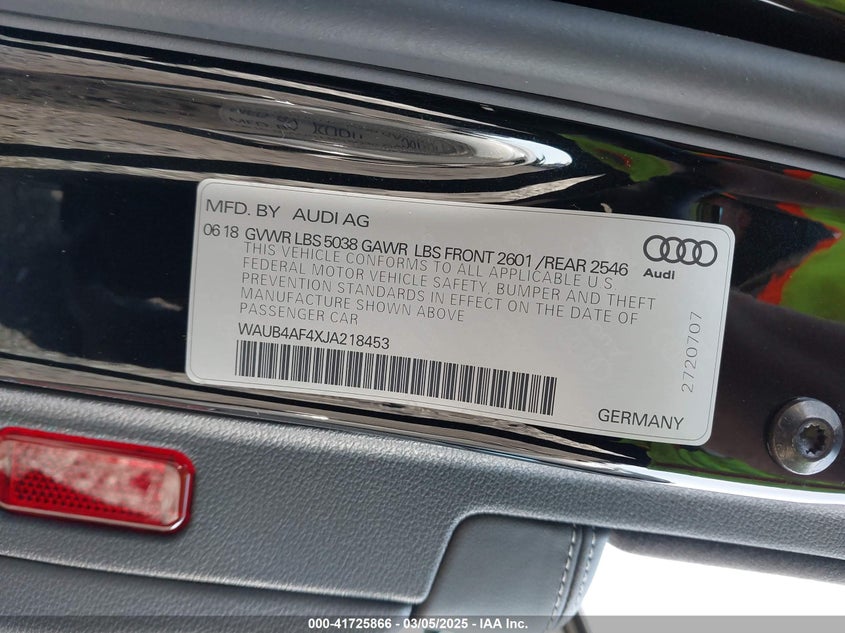 MFD. BY AUDI AG
06 18 GVWR LBS 5038 GAWR LBS FRONT 2601 /REAR 2546
THIS VEHICLE CONFORMS TO ALL APPLICABLE U S
FEDERAL MOTOR VEHICLE SAFETY, BUMPER AND THEFT
PREVENTION STANDARDS IN EFFECT ON THE DATE OF
MANUFACTURE SHOWN ABOVE
PASSENGER CAR
WAUB4AF4XJA218453
Audi
2720707
GERMANY
000-41725866 - 03/05/2025 - IAA Inc.